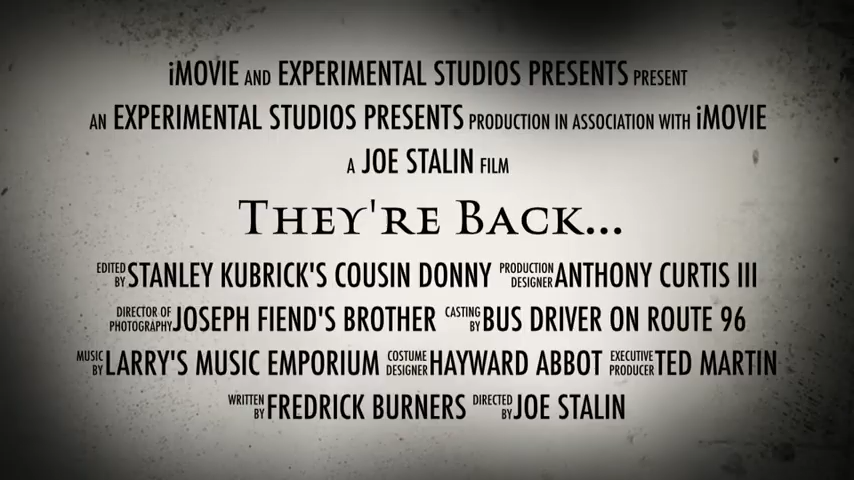 iMOVIE AND EXPERIMENTAL STUDIOS PRESENTS PRESENT
AN EXPERIMENTAL STUDIOS PRESENTS PRODUCTION IN ASSOCIATION WITH iMOVIE
A JOE STALIN FILM
THEY'RE BACK...
EDITED BY STANLEY KUBRICK'S COUSIN DONNY PRODUCTION DESIGNER ANTHONY CURTIS III
DIRECTOR OF PHOTOGRAPHY JOSEPH FIEND'S BROTHER CASTING BY BUS DRIVER ON ROUTE 96
MUSIC BY LARRY'S MUSIC EMPORIUM COSTUME DESIGNER HAYWARD ABBOT EXECUTIVE PRODUCER TED MARTIN
WRITTEN BY FREDRICK BURNERS DIRECTED BY JOE STALIN